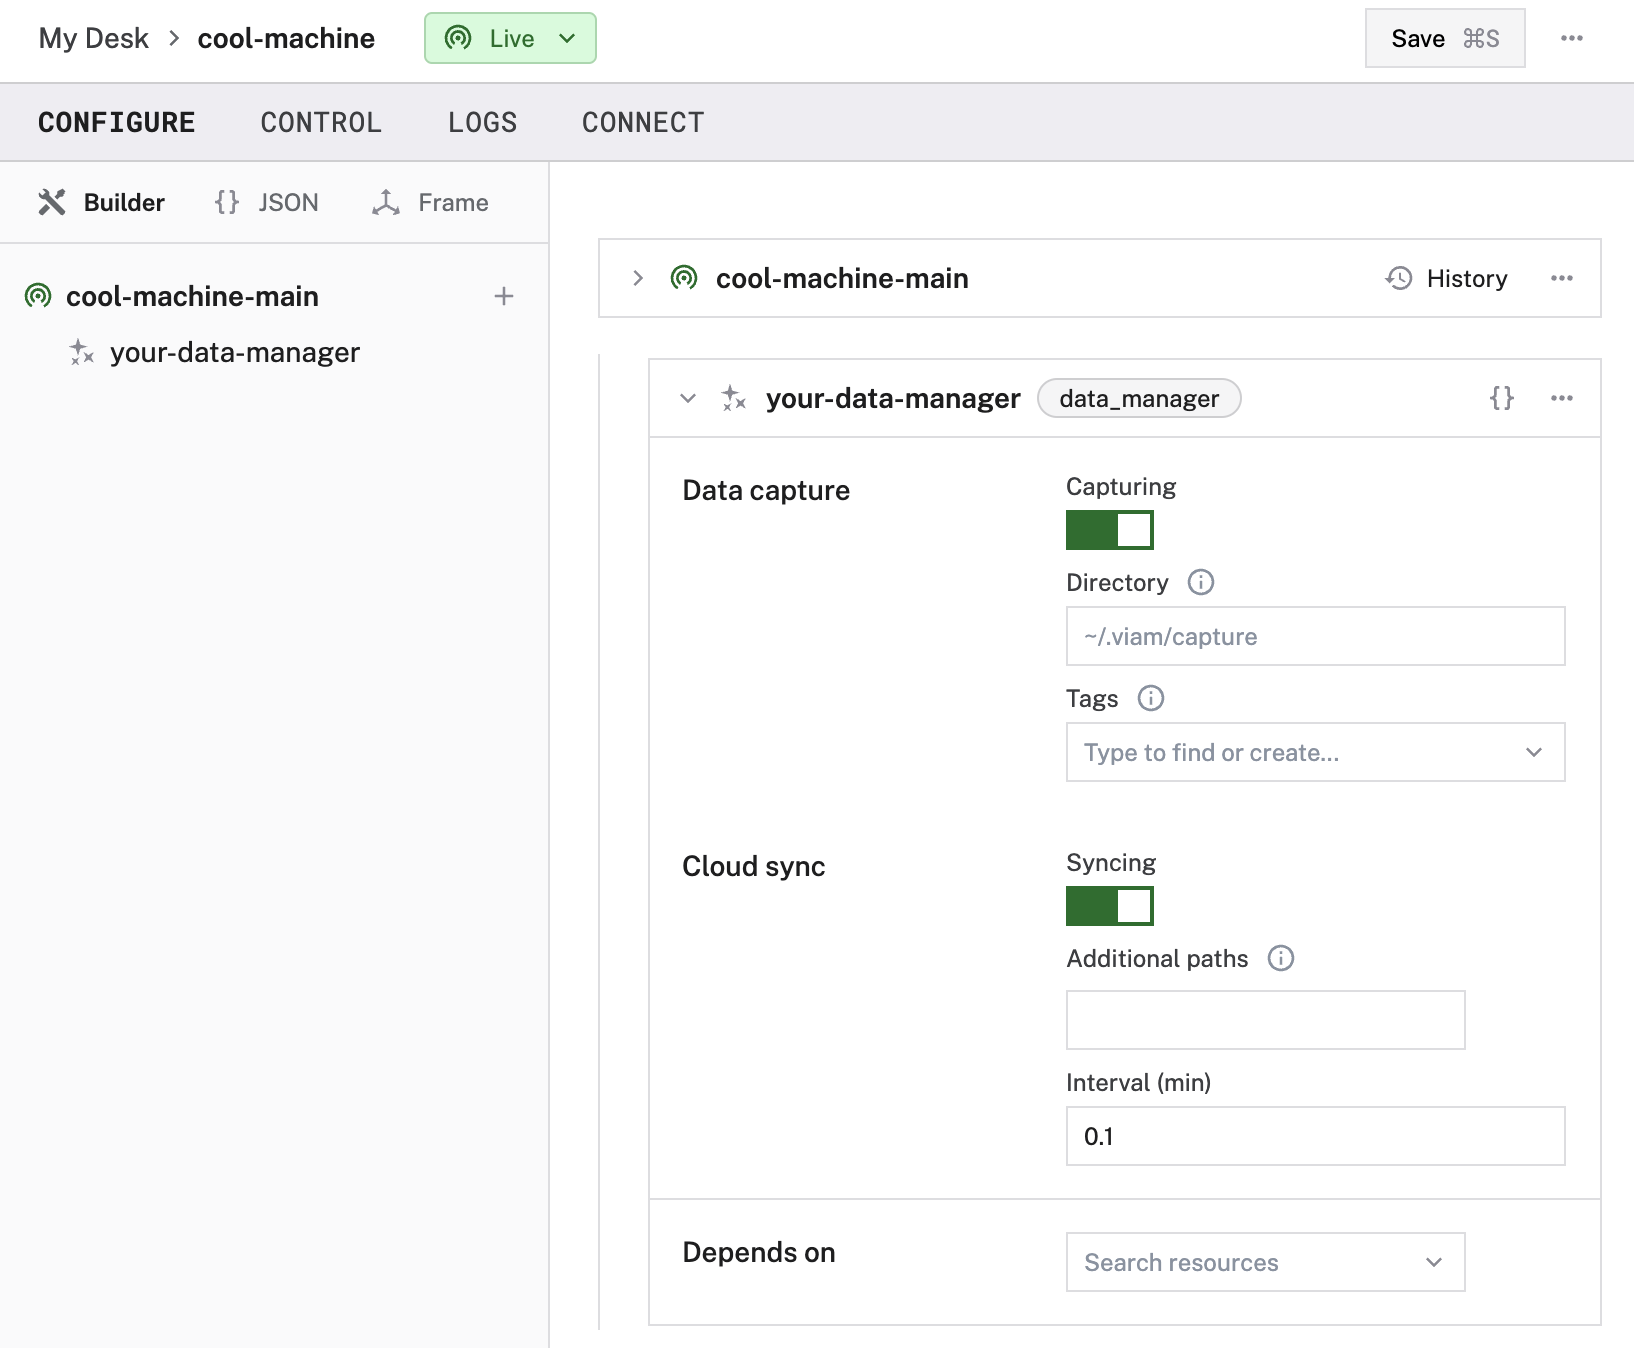 My Desk > cool-machine Live Save ⌘S ...
CONFIGURE CONTROL LOGS CONNECT
Builder {} JSON Frame
cool-machine-main +
your-data-manager
cool-machine-main History ...
your-data-manager data_manager {} ...
Data capture
Capturing
Directory
~/.viam/capture
Tags
Type to find or create...
Cloud sync
Syncing
Additional paths
Interval (min)
0.1
Depends on
Search resources